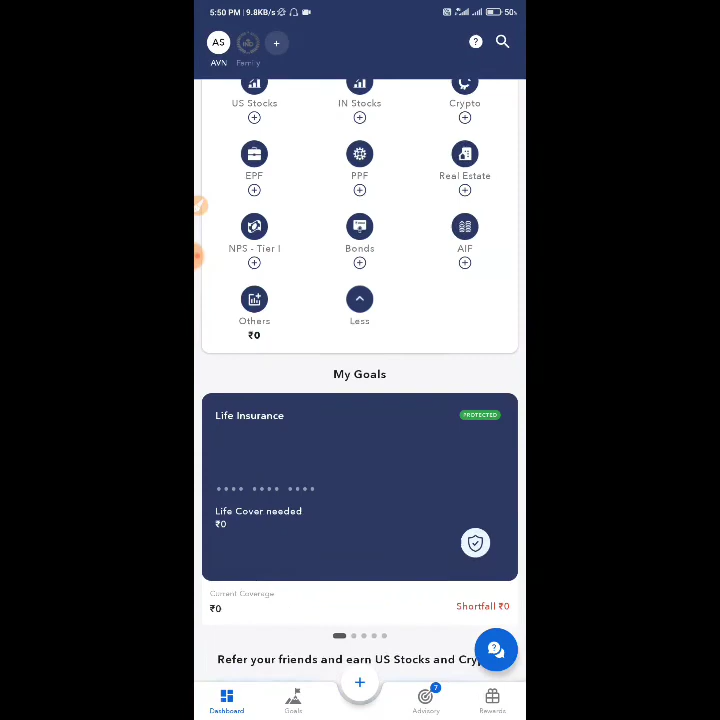 5:50 PM | 9.8KB/s
50%
AS
AVN
Family
US Stocks
IN Stocks
Crypto
EPF
PPF
Real Estate
NPS - Tier I
Bonds
AIF
Others
Less
₹0
My Goals
Life Insurance
PROTECTED
Life Cover needed
₹0
Current Coverage
₹0
Shortfall ₹0
Refer your friends and earn US Stocks and
7
Dashboard
Goals
Advisory
Rewards